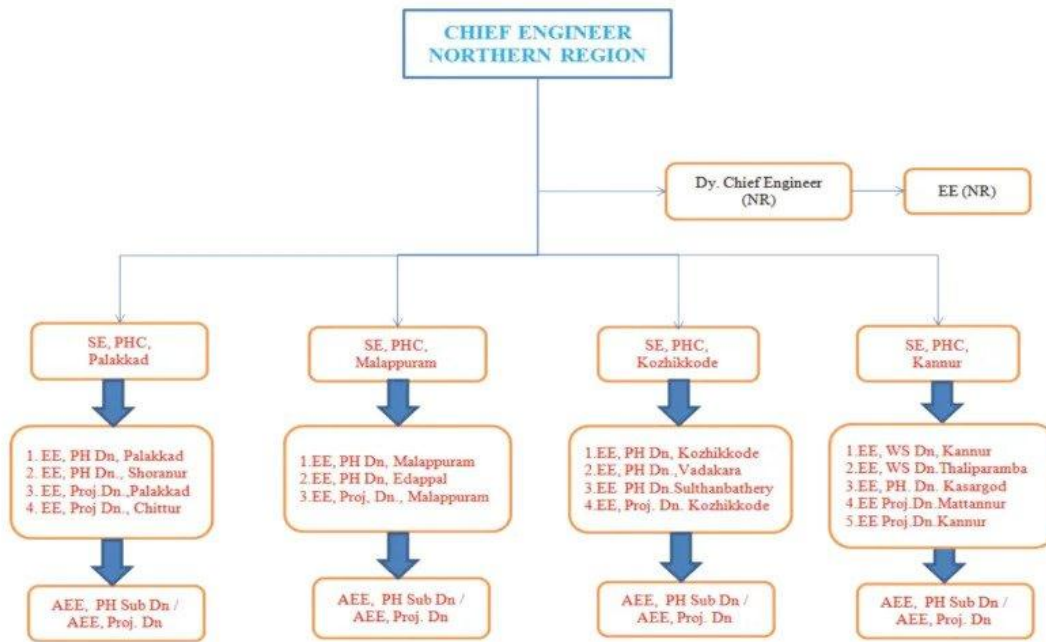 CHIEF ENGINEER
NORTHERN REGION
Dy. Chief Engineer
(NR)
EE (NR)
SE, PHC,
Palakkad
SE, PHC,
Malappuram
SE, PHC,
Kozhikkode
SE, PHC,
Kannur
1. EE, PH Dn, Palakkad
2. EE, PH Dn., Shoranur
3. EE, Proj.Dn.,Palakkad
4. EE, Proj Dn., Chittur
1.EE, PH Dn, Malappuram
2.EE, PH Dn, Edappal
3.EE, Proj, Dn., Malappuram
1.EE, PH Dn, Kozhikkode
2.EE, PH Dn.,Vadakara
3.EE PH Dn.Sulthanbathery
4.EE, Proj. Dn. Kozhikkode
1.EE, WS Dn, Kannur
2.EE, WS Dn.Thaliparamba
3.EE, PH. Dn. Kasargod
4.EE Proj.Dn.Mattannur
5.EE Proj.Dn.Kannur
AEE, PH Sub Dn /
AEE, Proj. Dn
AEE, PH Sub Dn /
AEE, Proj. Dn
AEE, PH Sub Dn /
AEE, Proj. Dn
AEE, PH Sub Dn /
AEE, Proj. Dn